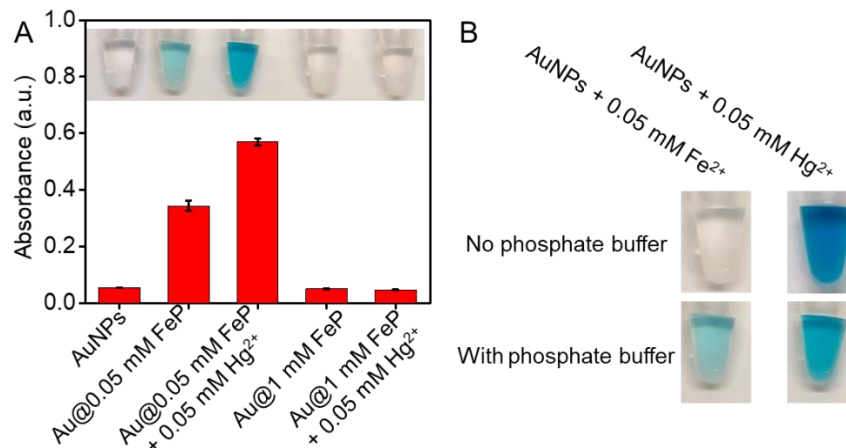 A
Absorbance (a.u.)
1.0
0.8
0.6
0.4
0.2
0.0
AuNPs
Au@0.05 mM FeP
Au@0.05 mM FeP
+ 0.05 mM Hg²⁺
Au@1 mM FeP
Au@1 mM FeP
+ 0.05 mM Hg²⁺
B
AuNPs + 0.05 mM Fe²⁺
AuNPs + 0.05 mM Hg²⁺
No phosphate buffer
With phosphate buffer